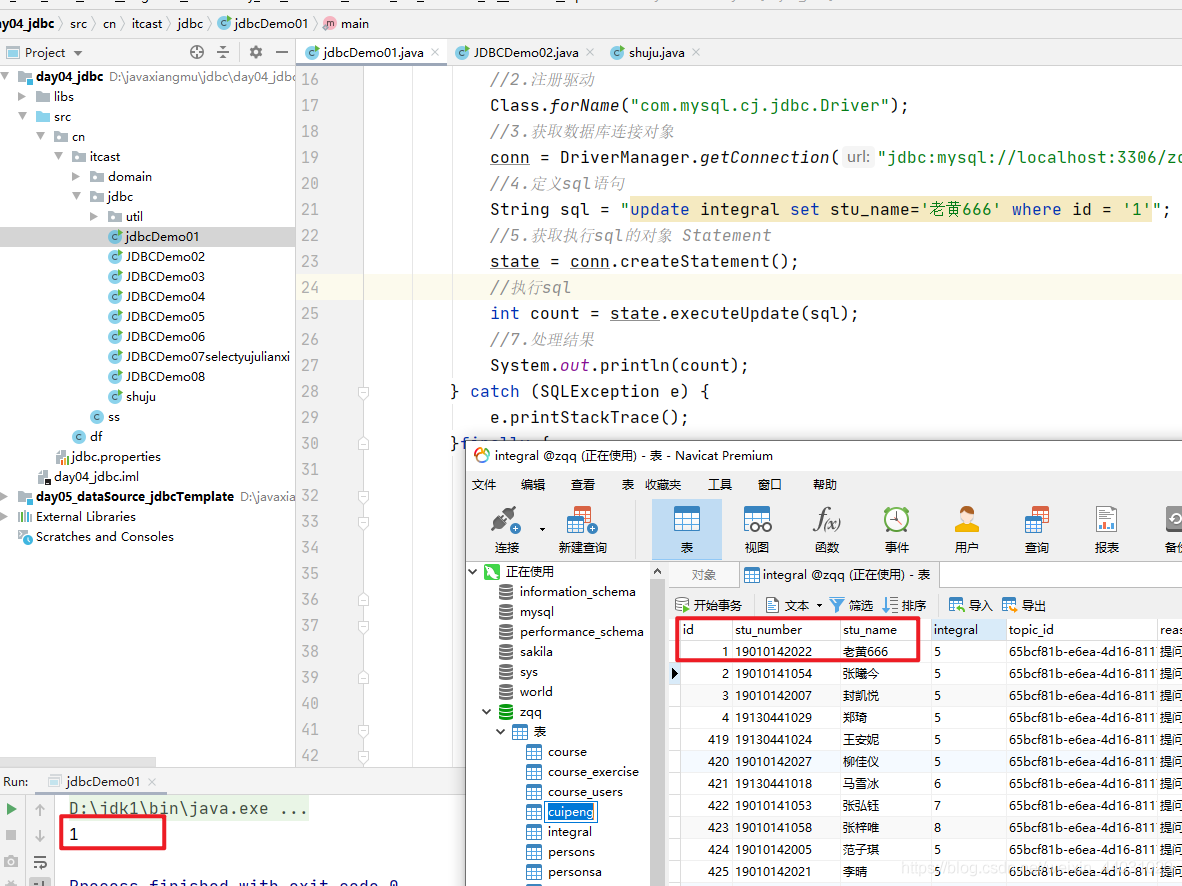 ay04_jdbc src cn itcast jdbc jdbcDemo01 main
Project
jdbcDemo01.java JDBCDemo02.java shuju.java
day04_jdbc D:\javaxiangmu\jdbc\day04_jdbc
libs
src
cn
itcast
domain
jdbc
util
jdbcDemo01
JDBCDemo02
JDBCDemo03
JDBCDemo04
JDBCDemo05
JDBCDemo06
JDBCDemo07selectyujulianxi
JDBCDemo08
shuju
ss
df
jdbc.properties
day04_jdbc.iml
day05_dataSource_jdbcTemplate D:\javaxia
External Libraries
Scratches and Consoles
16 //2.注册驱动
17 Class.forName("com.mysql.cj.jdbc.Driver");
18 //3.获取数据库连接对象
19 conn = DriverManager.getConnection( url: "jdbc:mysql://localhost:3306/zq
20 //4.定义sql语句
21 String sql = "update integral set stu_name='老黄666' where id = '1'";
22 //5.获取执行sql的对象 Statement
23 state = conn.createStatement();
24 //执行sql
25 int count = state.executeUpdate(sql);
26 //7.处理结果
27 System.out.println(count);
28 } catch (SQLException e) {
29 e.printStackTrace();
30 }finally {
31
32
33
34
35
36
37
38
39
40
41
42
integral @zqq (正在使用) - 表 - Navicat Premium
文件 编辑 查看 表 收藏夹 工具 窗口 帮助
连接 新建查询 表 视图 函数 事件 用户 查询 报表 备份
正在使用
information_schema
mysql
performance_schema
sakila
sys
world
zqq
表
course
course_exercise
course_users
cuipeng
integral
persons
personsa
对象 integral @zqq (正在使用) - 表
开始事务 文本 筛选 排序 导入 导出
id stu_number stu_name integral topic_id reas
1 19010142022 老黄666 5 65bcf81b-e6ea-4d16-811 提问
2 19010141054 张曦今 5 65bcf81b-e6ea-4d16-811 提问
3 19010142007 封凯悦 5 65bcf81b-e6ea-4d16-811 提问
4 19130441029 郑琦 5 65bcf81b-e6ea-4d16-811 提问
419 19130441024 王安妮 5 65bcf81b-e6ea-4d16-811 提问
420 19010142027 柳佳仪 5 65bcf81b-e6ea-4d16-811 提问
421 19130441018 马雪冰 6 65bcf81b-e6ea-4d16-811 提问
422 19010141053 张弘钰 7 65bcf81b-e6ea-4d16-811 提问
423 19010141058 张梓唯 8 65bcf81b-e6ea-4d16-811 提问
424 19010142005 范子琪 5 65bcf81b-e6ea-4d16-811 提问
425 19010142021 李晴 5 65bcf81b-e6ea-4d16-811 提问
Run: jdbcDemo01
D:\jdk1\bin\java.exe ...
1
Process finished with exit code 0